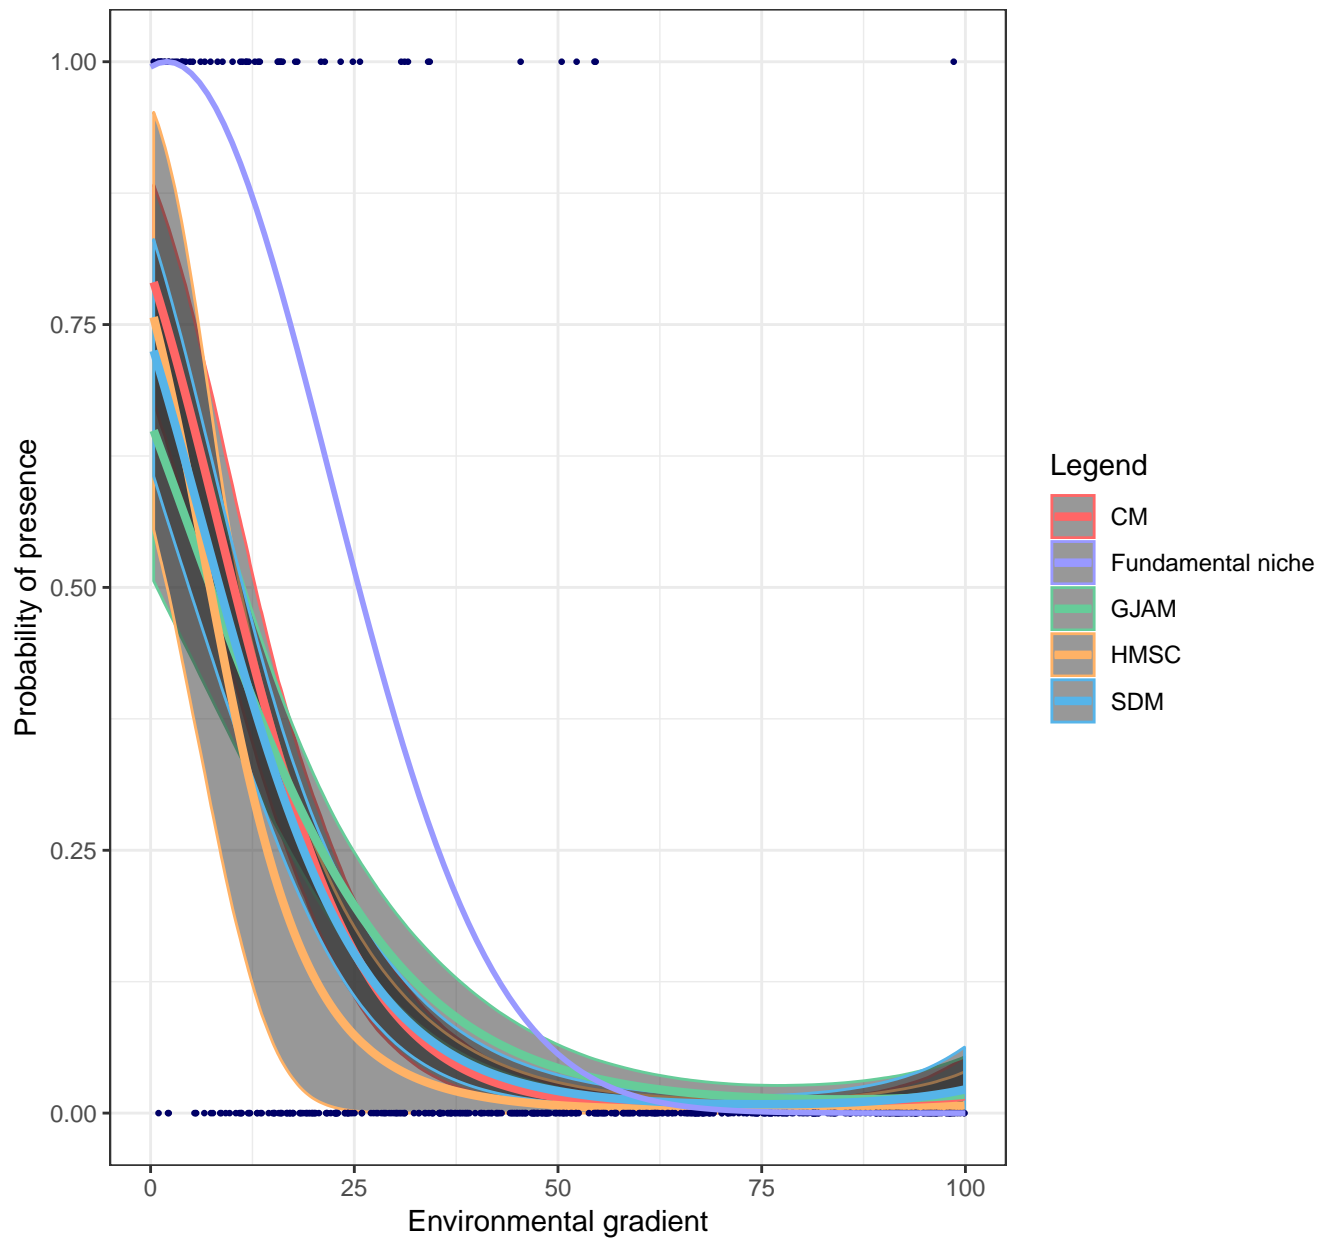 1.00
0.75
0.50
0.25
0.00
Probability of presence
0
25
50
75
100
Environmental gradient
Legend
CM
Fundamental niche
GJAM
HMSC
SDM